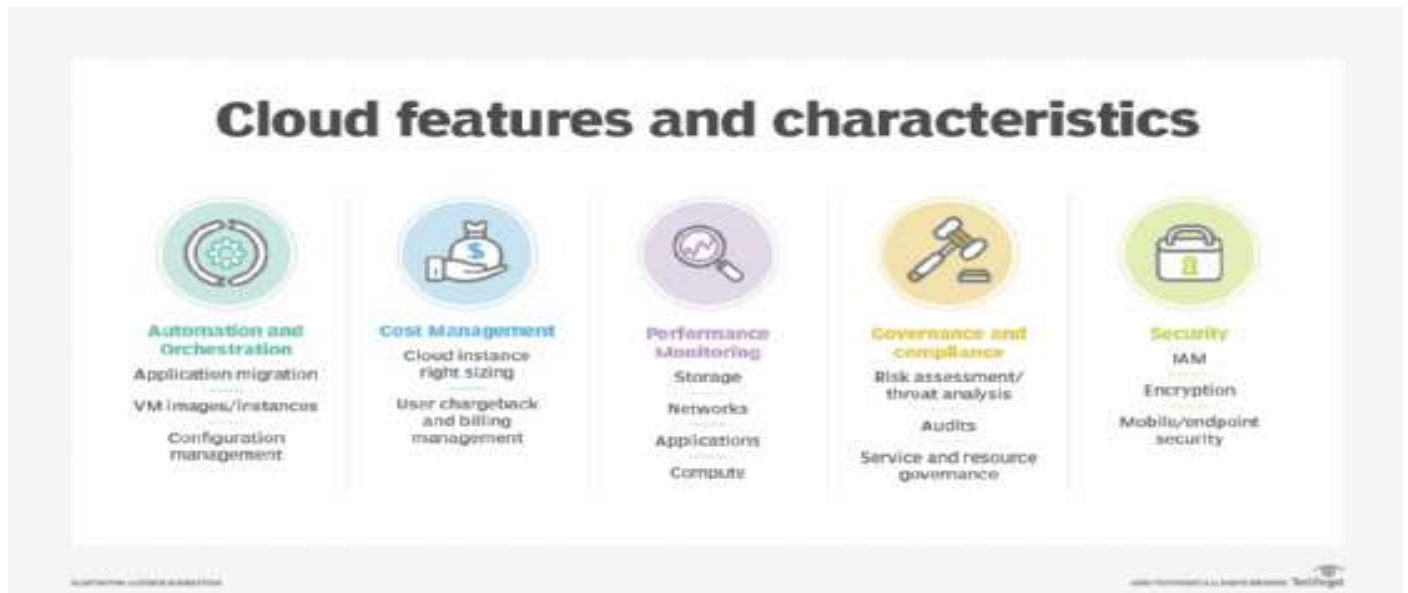 Cloud features and characteristics
Automation and
Orchestration
Application migration
VM images/instances
Configuration
management
Cost Management
Cloud instance
right sizing
User chargeback
and billing
management
Performance
Monitoring
Storage
Networks
Applications
Compute
Governance and
compliance
Risk assessment/
threat analysis
Audits
Service and resource
governance
Security
IAM
Encryption
Mobile/endpoint
security
TechTarget